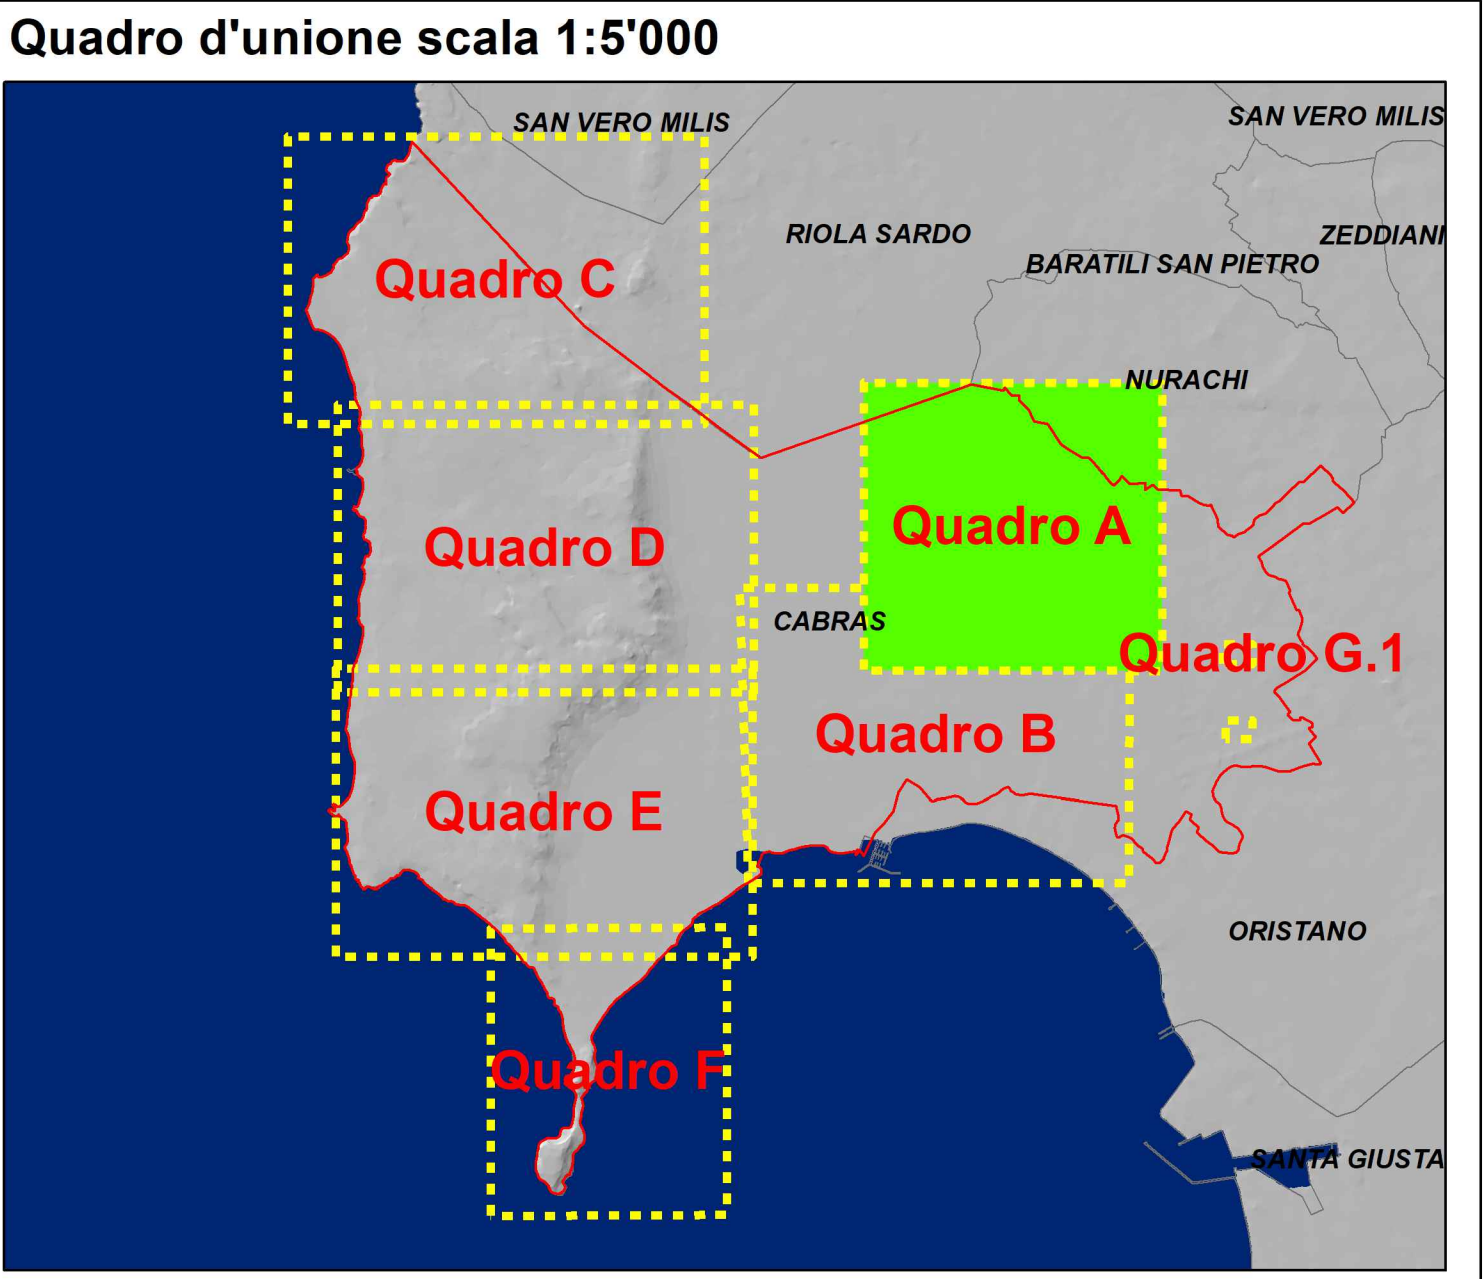 Quadro d'unione scala 1:5'000
SAN VERO MILIS
SAN VERO MILIS
RIOLA SARDO
ZEDDIANI
BARATILI SAN PIETRO
Quadro C
NURACHI
Quadro A
Quadro D
CABRAS
Quadro G.1
Quadro B
Quadro E
ORISTANO
Quadro F
SANTA GIUSTA